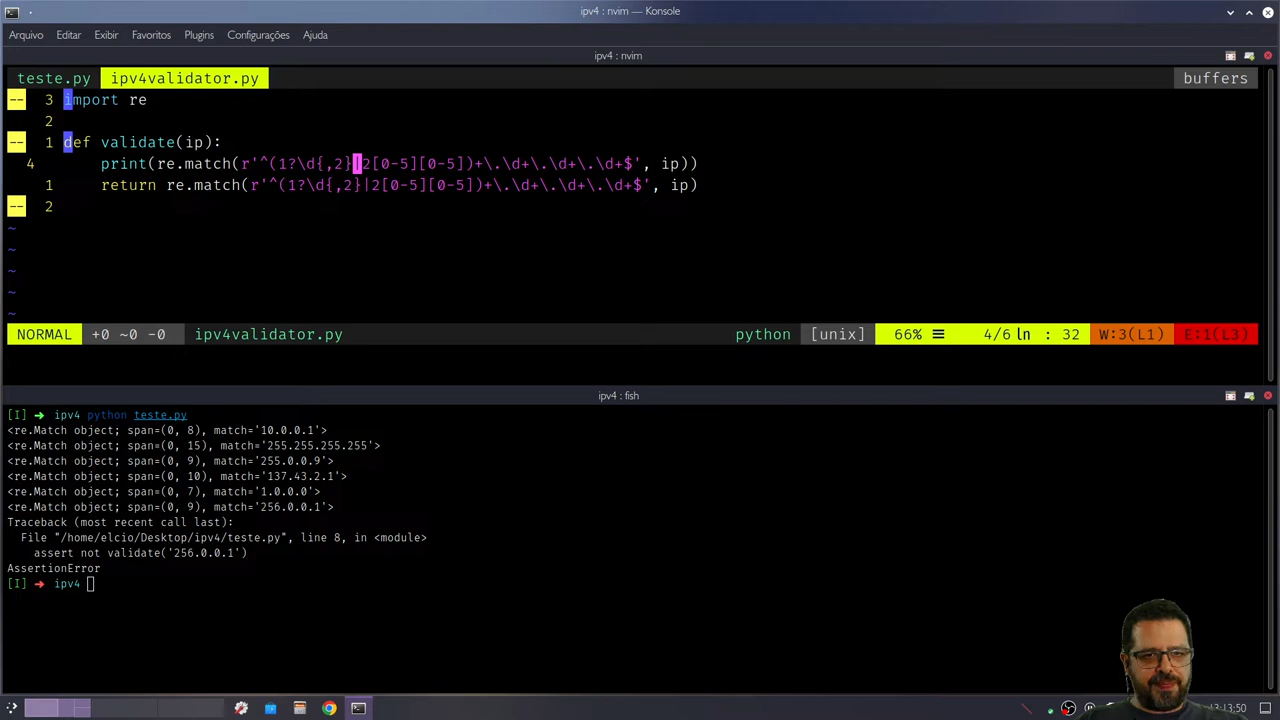 ipv4 : nvim — Konsole
Arquivo Editar Exibir Favoritos Plugins Configurações Ajuda
ipv4 : nvim
teste.py ipv4validator.py buffers
-- 3 import re
2
-- 1 def validate(ip):
4 print(re.match(r'^(1?\d{,2}|2[0-5][0-5])+\.\d+\.\d+\.\d+$', ip))
1 return re.match(r'^(1?\d{,2}|2[0-5][0-5])+\.\d+\.\d+\.\d+$', ip)
-- 2
~
~
~
~
~
NORMAL +0 ~0 -0 ipv4validator.py python [unix] 66% ☰ 4/6 ln : 32 W:3(L1) E:1(L3)
ipv4 : fish
[I] ➜ ipv4 python teste.py
<re.Match object; span=(0, 8), match='10.0.0.1'>
<re.Match object; span=(0, 15), match='255.255.255.255'>
<re.Match object; span=(0, 9), match='255.0.0.9'>
<re.Match object; span=(0, 10), match='137.43.2.1'>
<re.Match object; span=(0, 7), match='1.0.0.0'>
<re.Match object; span=(0, 9), match='256.0.0.1'>
Traceback (most recent call last):
File "/home/elcio/Desktop/ipv4/teste.py", line 8, in <module>
assert not validate('256.0.0.1')
AssertionError
[I] ➜ ipv4
13:13:50